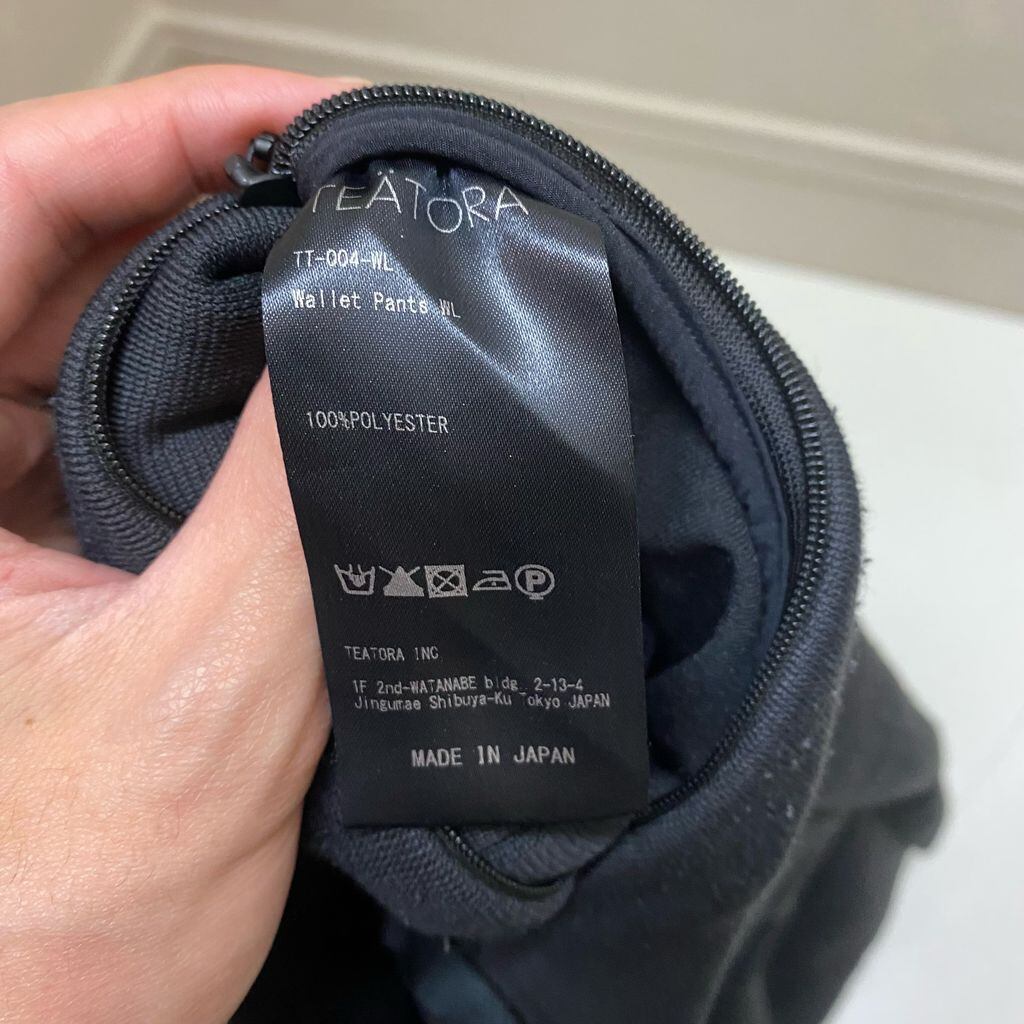 TEÄTORA
TT-004-WL
Wallet Pants WL
100%POLYESTER
P
TEATORA INC
1F 2nd-WATANABE bldg_ 2-13-4
Jingumae Shibuya-Ku Tokyo JAPAN
MADE IN JAPAN